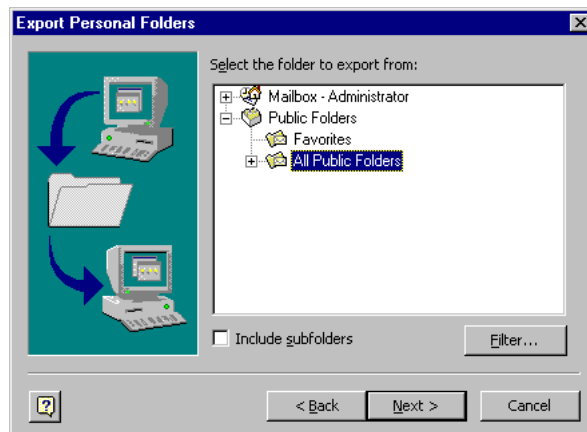 Export Personal Folders
Select the folder to export from:
Mailbox - Administrator
Public Folders
Favorites
All Public Folders
Include subfolders
Filter...
< Back
Next >
Cancel